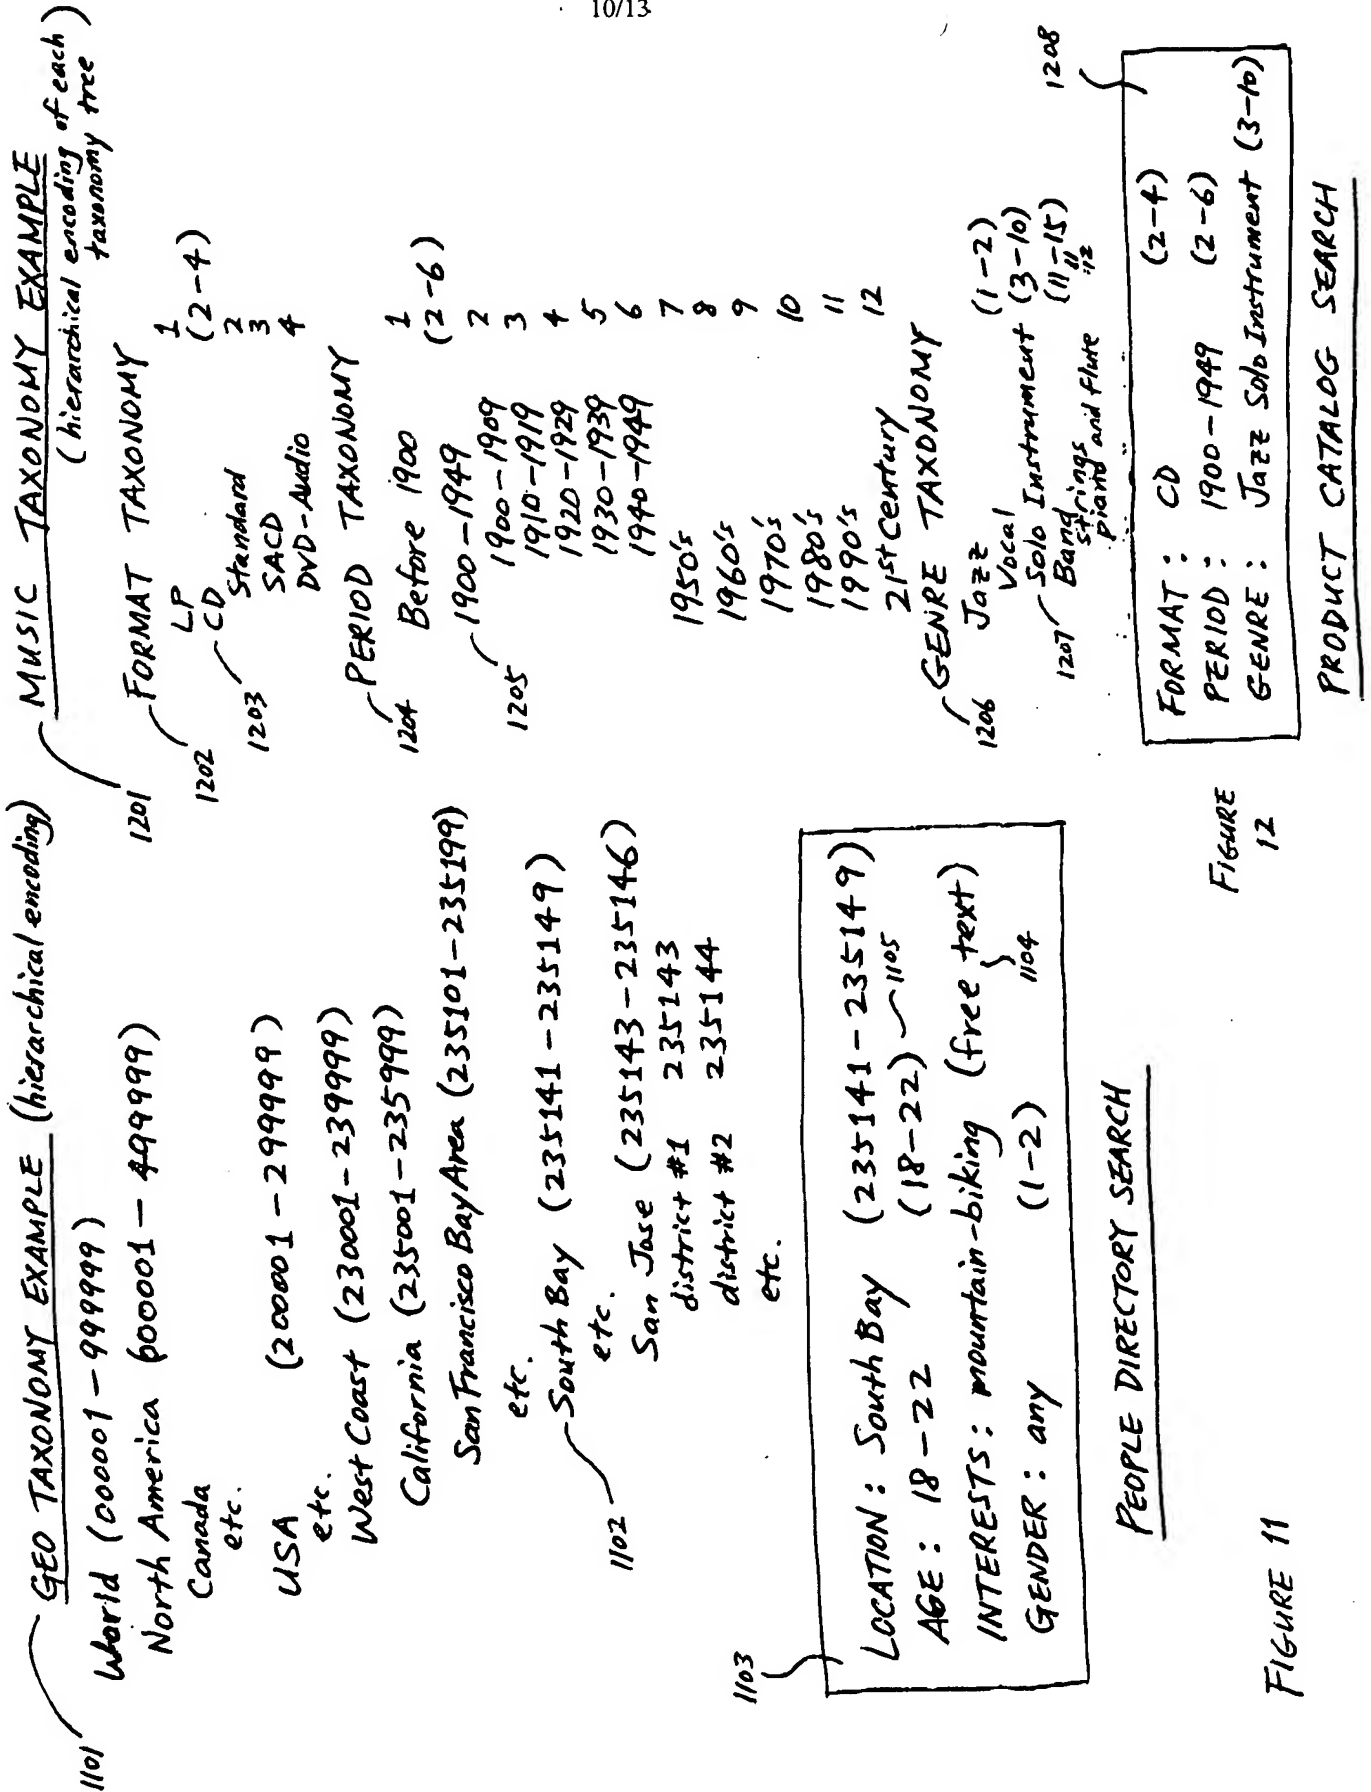 10/13
1101
GEO TAXONOMY EXAMPLE (hierarchical encoding)
World (000001 - 999999)
North America (000001 - 499999)
Canada
etc.
USA (200001 - 299999)
etc.
West Coast (230001 - 239999)
California (235001 - 235999)
San Francisco Bay Area (235101 - 235199)
etc.
1102
South Bay (235141 - 235149)
etc.
San Jose (235143 - 235146)
district #1 235143
district #2 235144
etc.
1103
LOCATION : South Bay (235141 - 235149)
AGE : 18 - 22 (18 - 22) 1105
INTERESTS : mountain-biking (free text)
1104
GENDER : any (1-2)
PEOPLE DIRECTORY SEARCH
FIGURE 11
1201
MUSIC TAXONOMY EXAMPLE
(hierarchical encoding of each
taxonomy tree)
1202
FORMAT TAXONOMY
LP 1
CD (2-4)
1203
Standard 2
SACD 3
DVD-Audio 4
1204
PERIOD TAXONOMY
Before 1900 1
1205
1900-1949 (2-6)
1900-1909 2
1910-1919 3
1920-1929 4
1930-1939 5
1940-1949 6
1950's 7
1960's 8
1970's 9
1980's 10
1990's 11
21st Century 12
1206
GENRE TAXONOMY
Jazz
Vocal (1-2)
1207
Solo Instrument (3-10)
Band (11-15)
Strings 11
piano and flute 12
1208
FORMAT : CD (2-4)
PERIOD : 1900-1949 (2-6)
GENRE : Jazz Solo Instrument (3-10)
PRODUCT CATALOG SEARCH
FIGURE
12